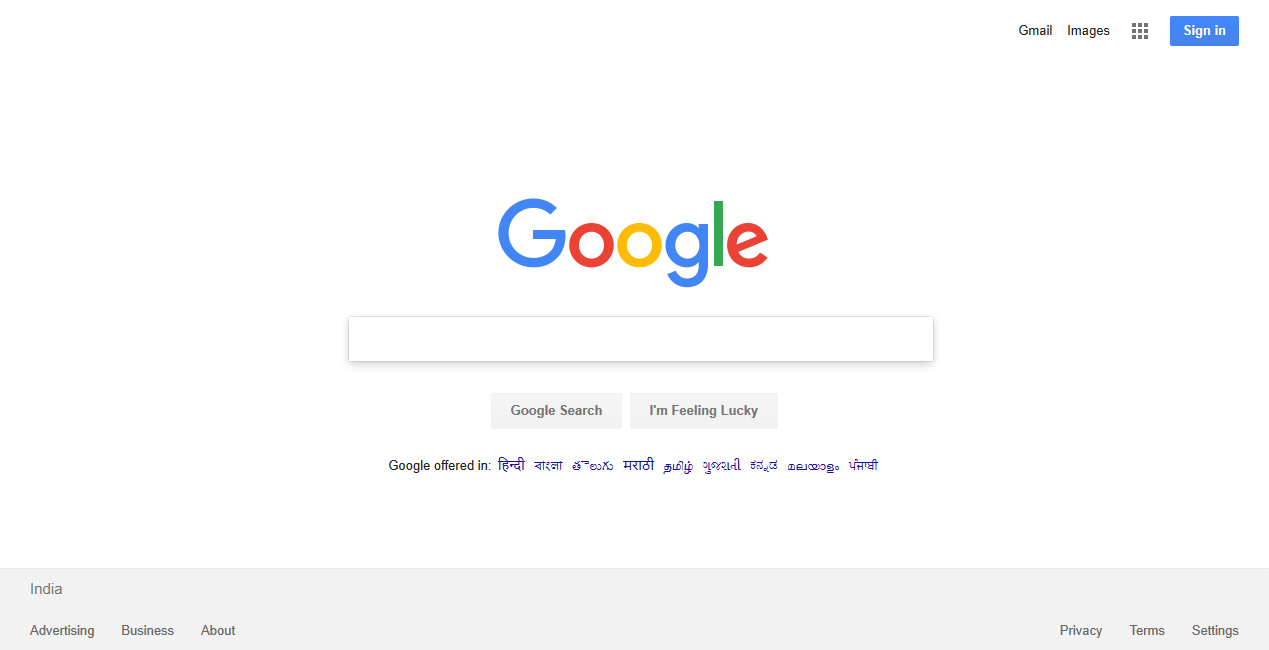 Gmail Images Sign in
Google
Google Search I'm Feeling Lucky
Google offered in: हिन्दी বাংলা తెలుగు मराठी தமிழ் ગુજરાતી ಕನ್ನಡ മലയാളം ਪੰਜਾਬੀ
India
Advertising Business About Privacy Terms Settings